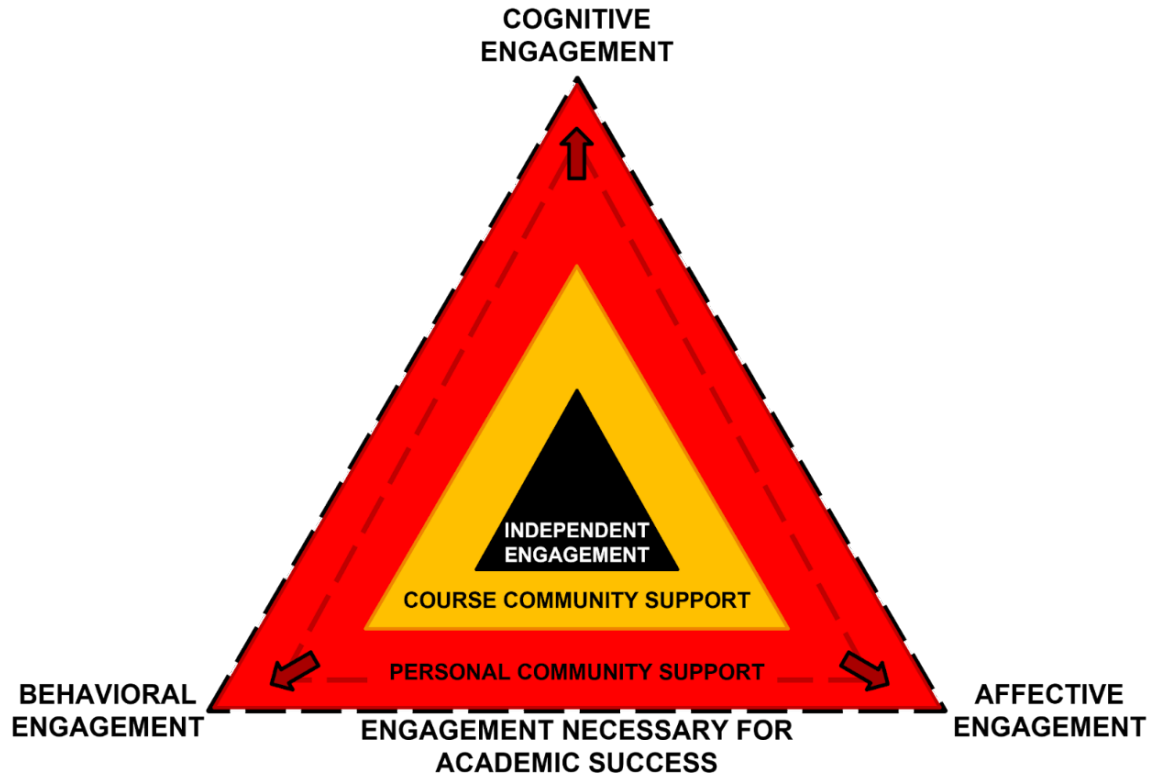 COGNITIVE
ENGAGEMENT
INDEPENDENT
ENGAGEMENT
COURSE COMMUNITY SUPPORT
PERSONAL COMMUNITY SUPPORT
BEHAVIORAL
ENGAGEMENT
AFFECTIVE
ENGAGEMENT
ENGAGEMENT NECESSARY FOR
ACADEMIC SUCCESS